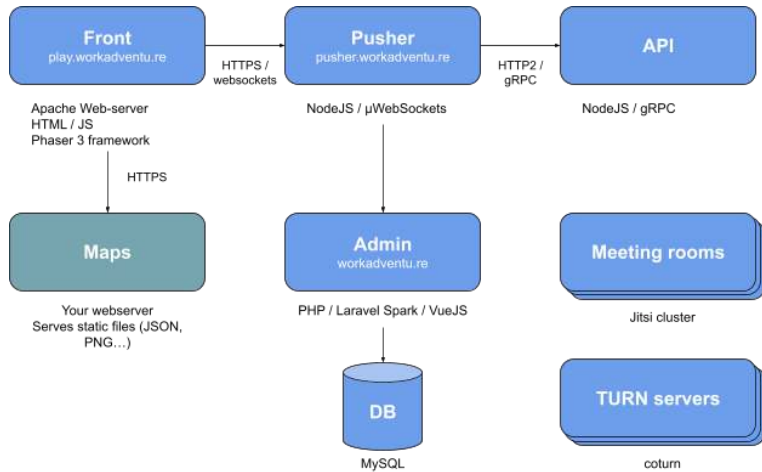 Front
play.workadventu.re
HTTPS /
websockets
Pusher
pusher.workadventu.re
HTTP2 /
gRPC
API
Apache Web-server
HTML / JS
Phaser 3 framework
NodeJS / µWebSockets
NodeJS / gRPC
HTTPS
Maps
Admin
workadventu.re
Meeting rooms
Your webserver
Serves static files (JSON,
PNG…)
PHP / Laravel Spark / VueJS
Jitsi cluster
DB
TURN servers
MySQL
coturn